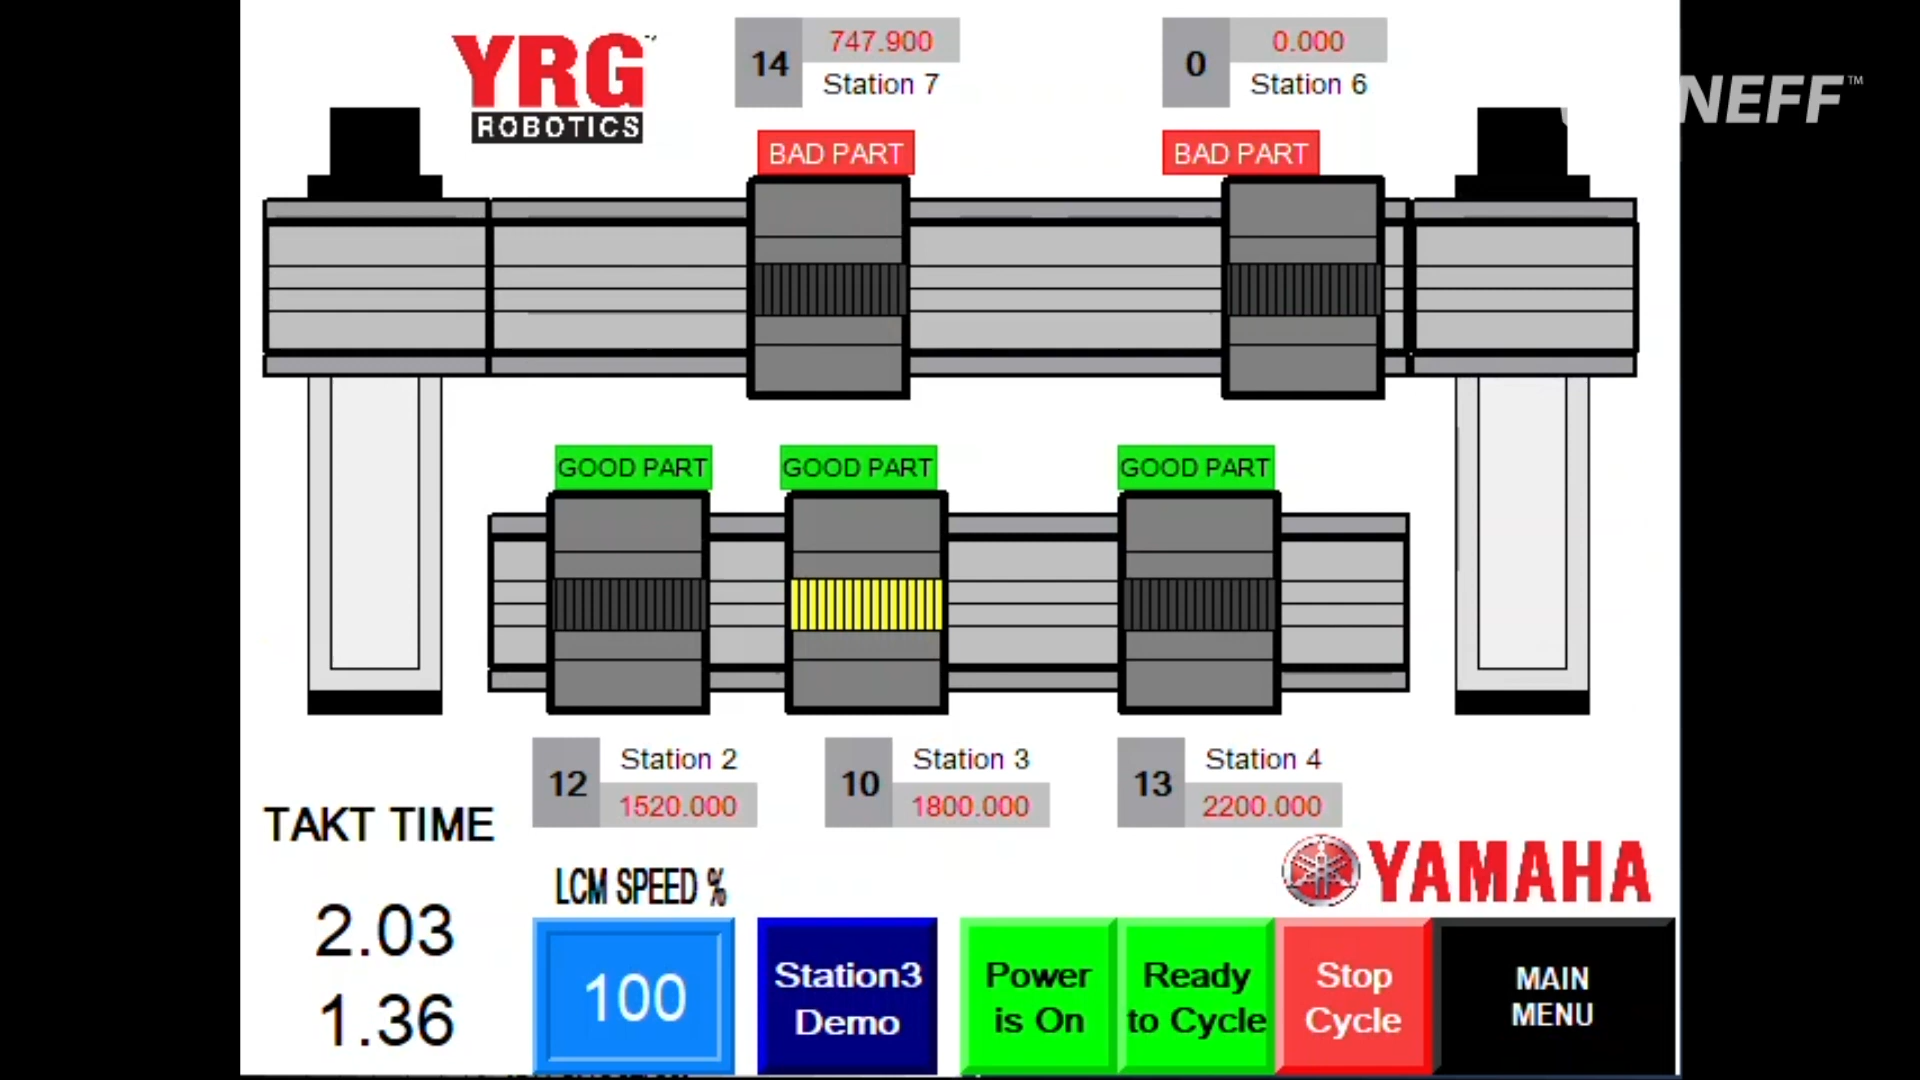 YRG
ROBOTICS
14
747.900
Station 7
0
0.000
Station 6
NEFF™
BAD PART
BAD PART
GOOD PART
GOOD PART
GOOD PART
12
Station 2
1520.000
10
Station 3
1800.000
13
Station 4
2200.000
TAKT TIME
2.03
1.36
LCM SPEED %
100
YAMAHA
Station3
Demo
Power
is On
Ready
to Cycle
Stop
Cycle
MAIN
MENU